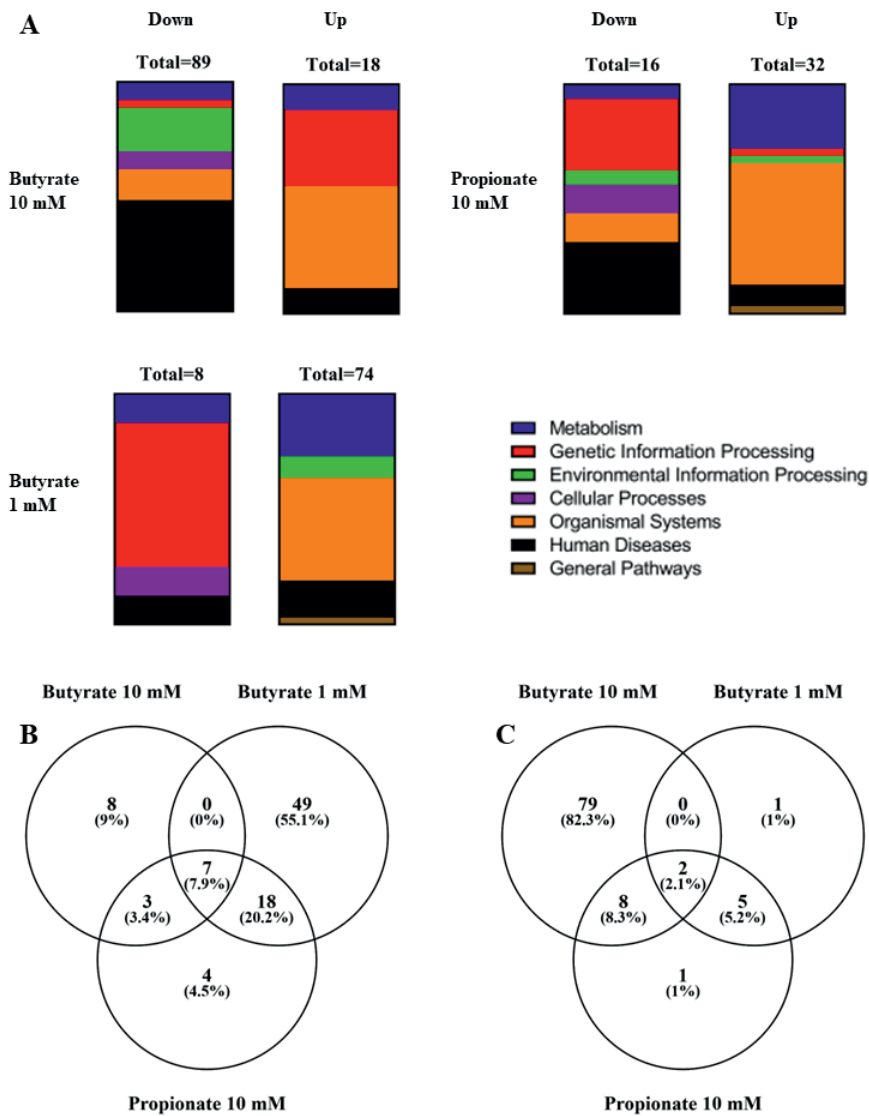 A
Down
Up
Down
Up
Total=89
Total=18
Total=16
Total=32
Butyrate
10 mM
Propionate
10 mM
Total=8
Total=74
Butyrate
1 mM
Metabolism
Genetic Information Processing
Environmental Information Processing
Cellular Processes
Organismal Systems
Human Diseases
General Pathways
Butyrate 10 mM
Butyrate 1 mM
B
8
(9%)
0
(0%)
49
(55.1%)
7
(7.9%)
3
(3.4%)
18
(20.2%)
4
(4.5%)
Propionate 10 mM
Butyrate 10 mM
Butyrate 1 mM
C
79
(82.3%)
0
(0%)
1
(1%)
2
(2.1%)
8
(8.3%)
5
(5.2%)
1
(1%)
Propionate 10 mM